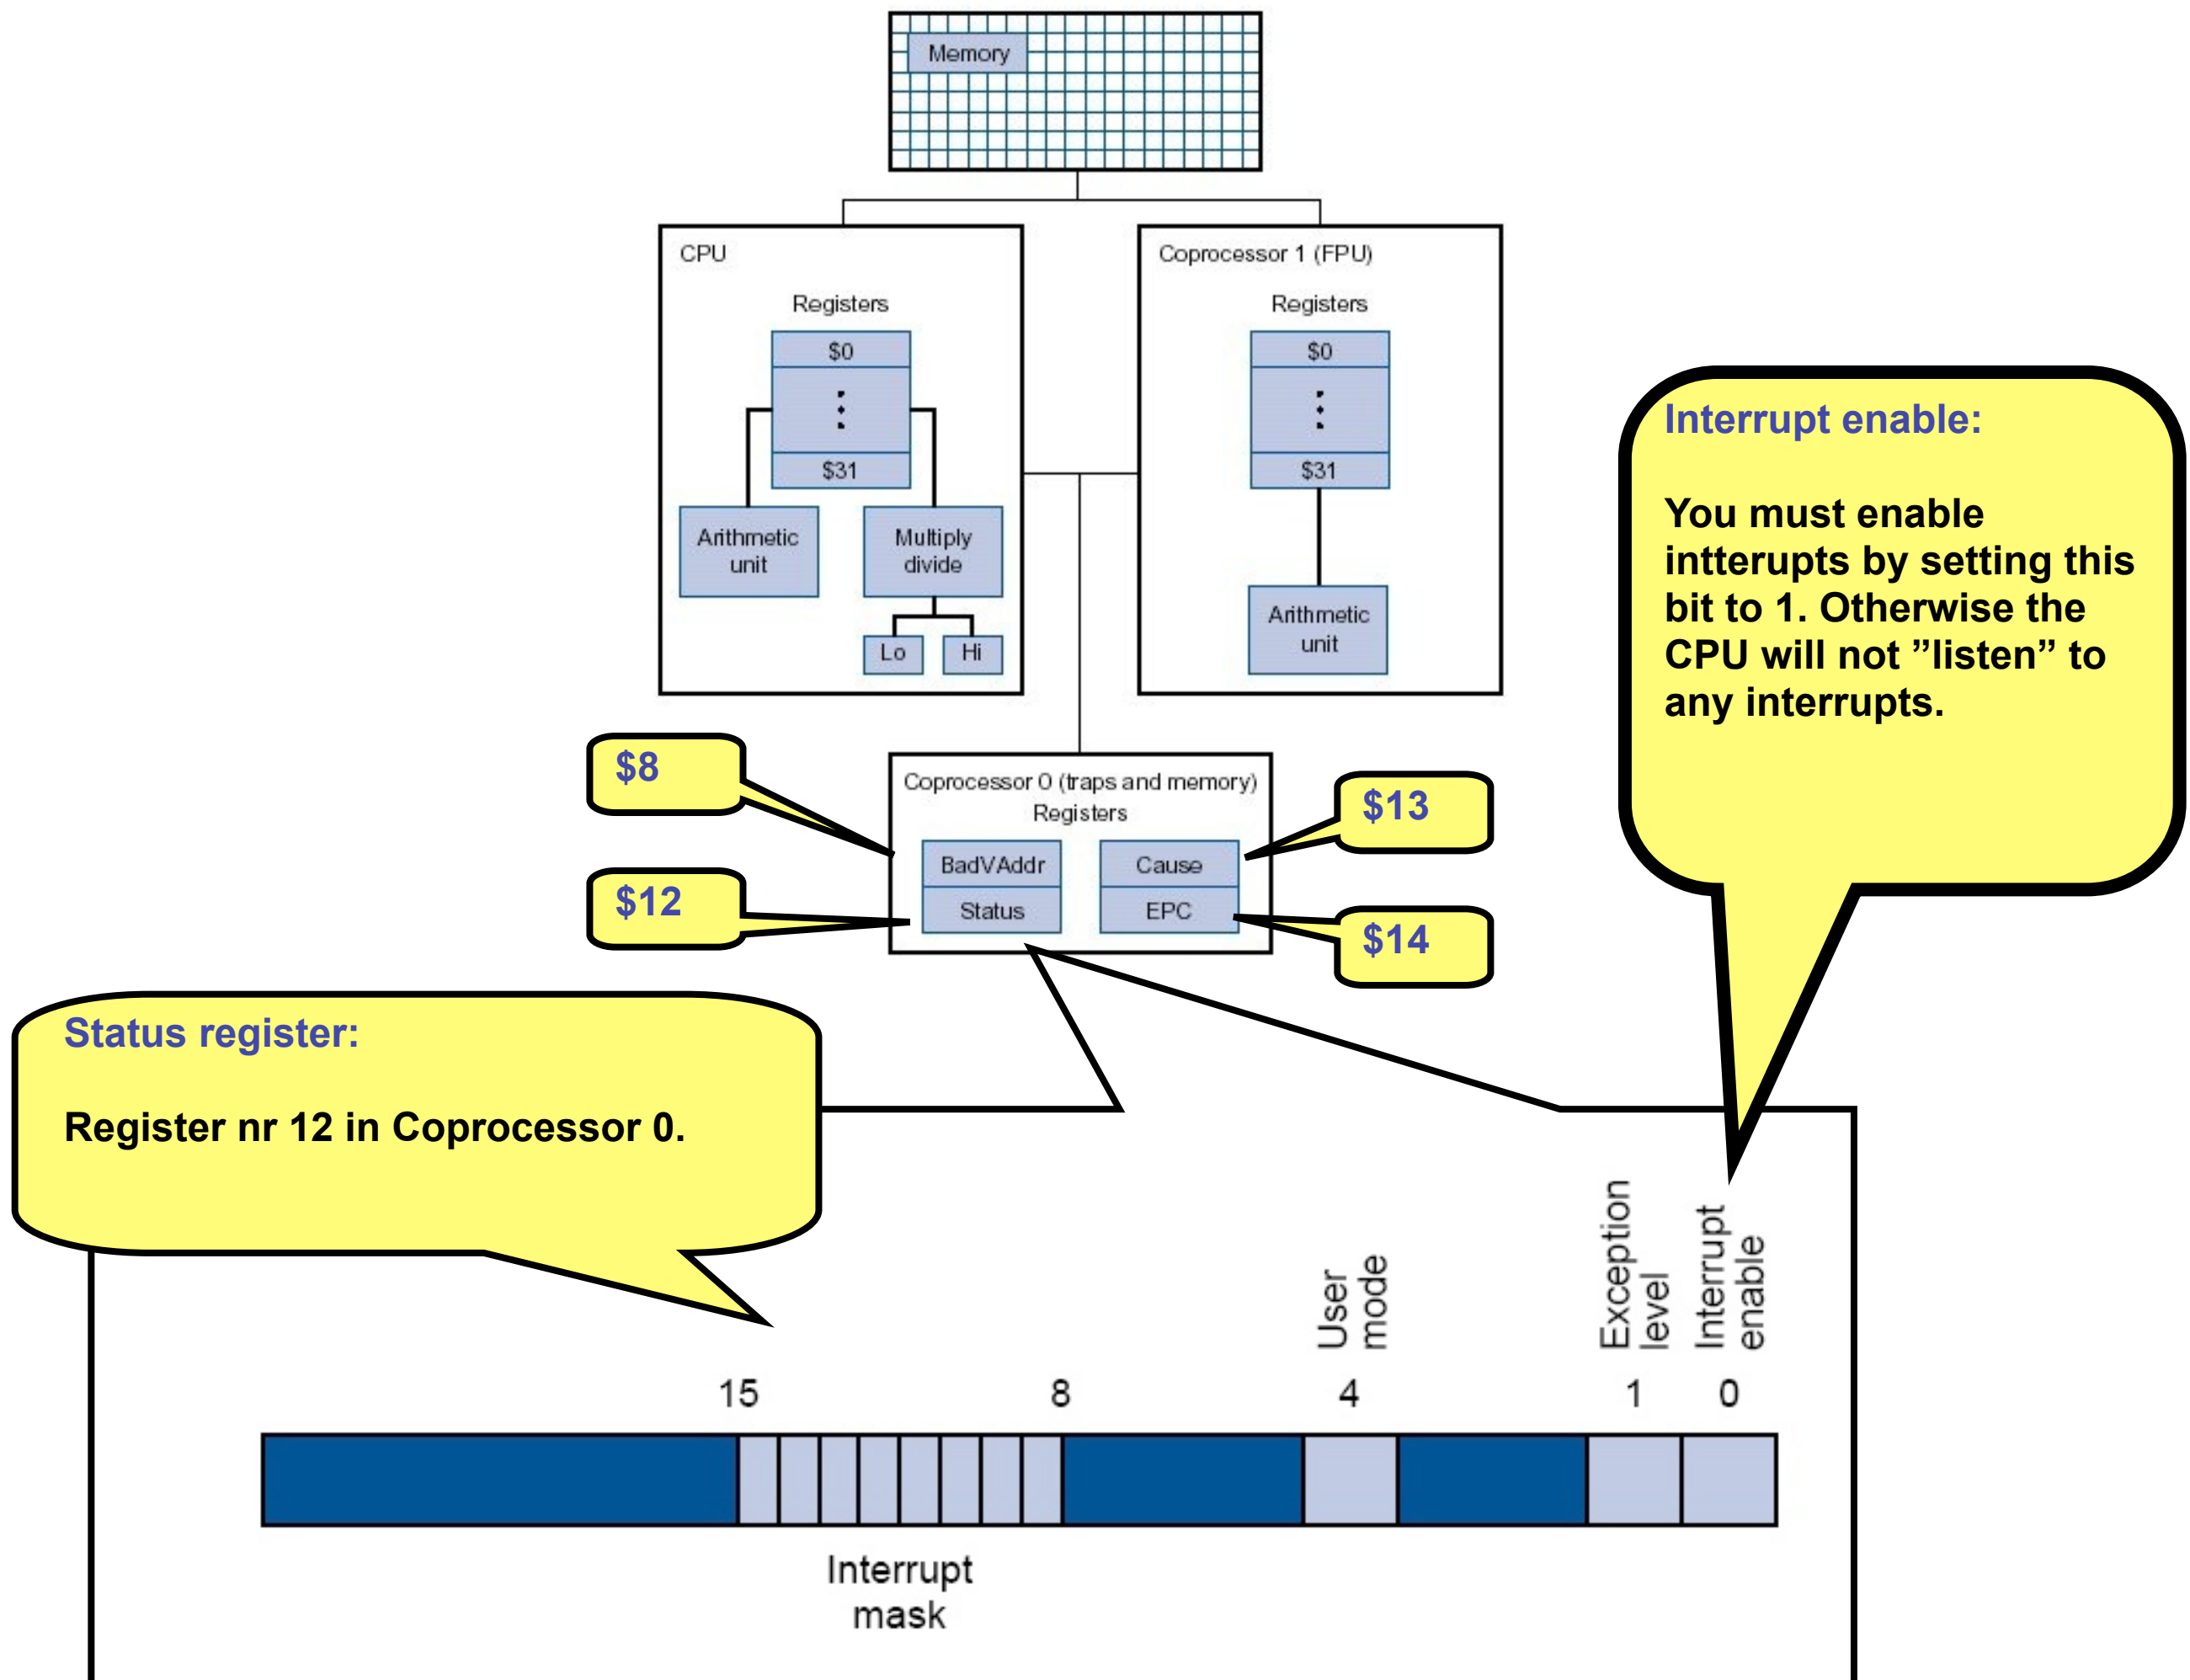 Memory
CPU
Registers
$0
$31
Arithmetic
unit
Multiply
divide
Lo
Hi
Coprocessor 1 (FPU)
Registers
$0
$31
Arithmetic
unit
Interrupt enable:
You must enable
intterupts by setting this
bit to 1. Otherwise the
CPU will not ”listen” to
any interrupts.
$8
$12
Coprocessor 0 (traps and memory)
Registers
BadVAddr
Status
Cause
EPC
$13
$14
Status register:
Register nr 12 in Coprocessor 0.
User
mode
Exception
level
Interrupt
enable
15
8
4
1
0
Interrupt
mask